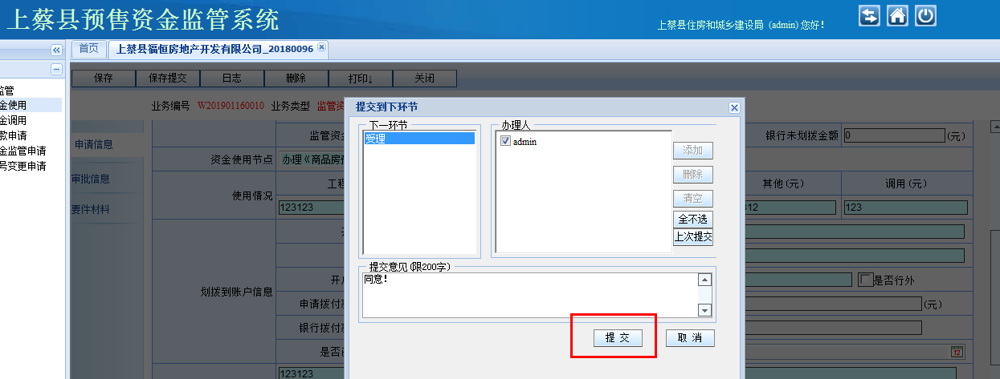 上蔡县预售资金监管系统
上蔡县住房和城乡建设局 (admin) 您好!
首页 上蔡县福恒房地产开发有限公司_20180096
保存 保存提交 日志 删除 打印↓ 关闭
业务编号 W201901160010 业务类型 监管资
监管
金使用
金调用
款申请
金监管申请
号变更申请
申请信息
审批信息
要件材料
监管资金
银行未划拨金额 0 (元)
资金使用节点 办理《商品房预
使用情况
工程
其他(元) 调用(元)
123123 312 123
划拨到账户信息
开户
是否行外
申请拨付款
(元)
银行拨付款
是否
12
123123
提交到下环节
下一环节
受理
办理人
admin
添加
删除
清空
全不选
上次提交
提交意见(限200字)
同意!
提 交 取 消